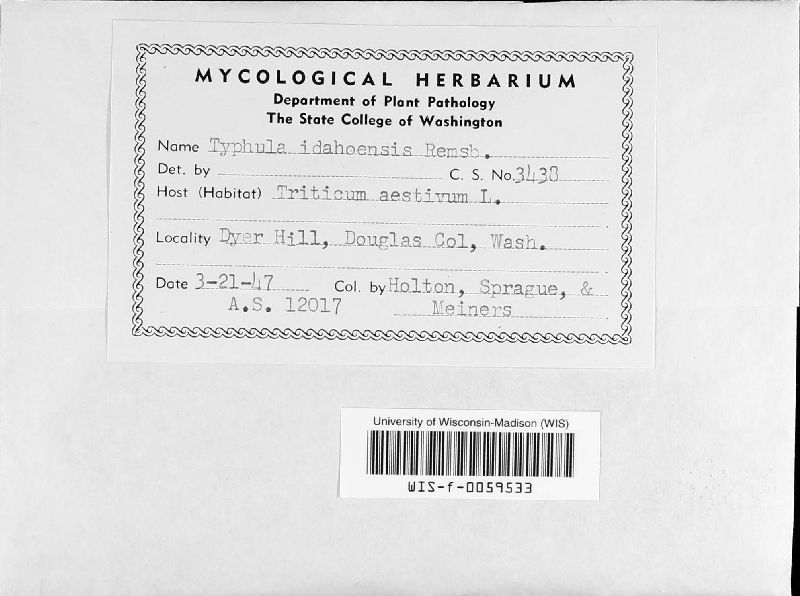 MYCOLOGICAL HERBARIUM
Department of Plant Pathology
The State College of Washington
Name Typhula idahoensis Remsb.
Det. by C. S. No. 3438
Host (Habitat) Triticum aestivum L.
Locality Dyer Hill, Douglas Col, Wash.
Date 3-21-47 Col. by Holton, Sprague, &
A.S. 12017 Meiners
University of Wisconsin-Madison (WIS)
WIS-f-0059533